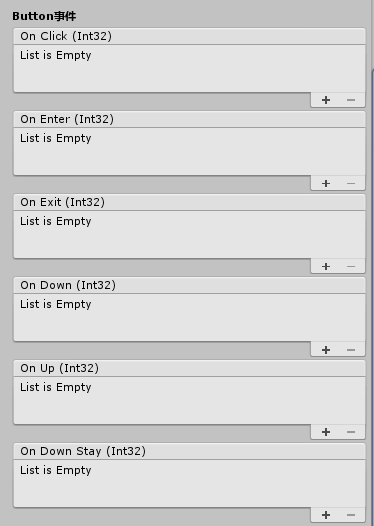 Button事件
On Click (Int32)
List is Empty
+ −
On Enter (Int32)
List is Empty
+ −
On Exit (Int32)
List is Empty
+ −
On Down (Int32)
List is Empty
+ −
On Up (Int32)
List is Empty
+ −
On Down Stay (Int32)
List is Empty
+ −